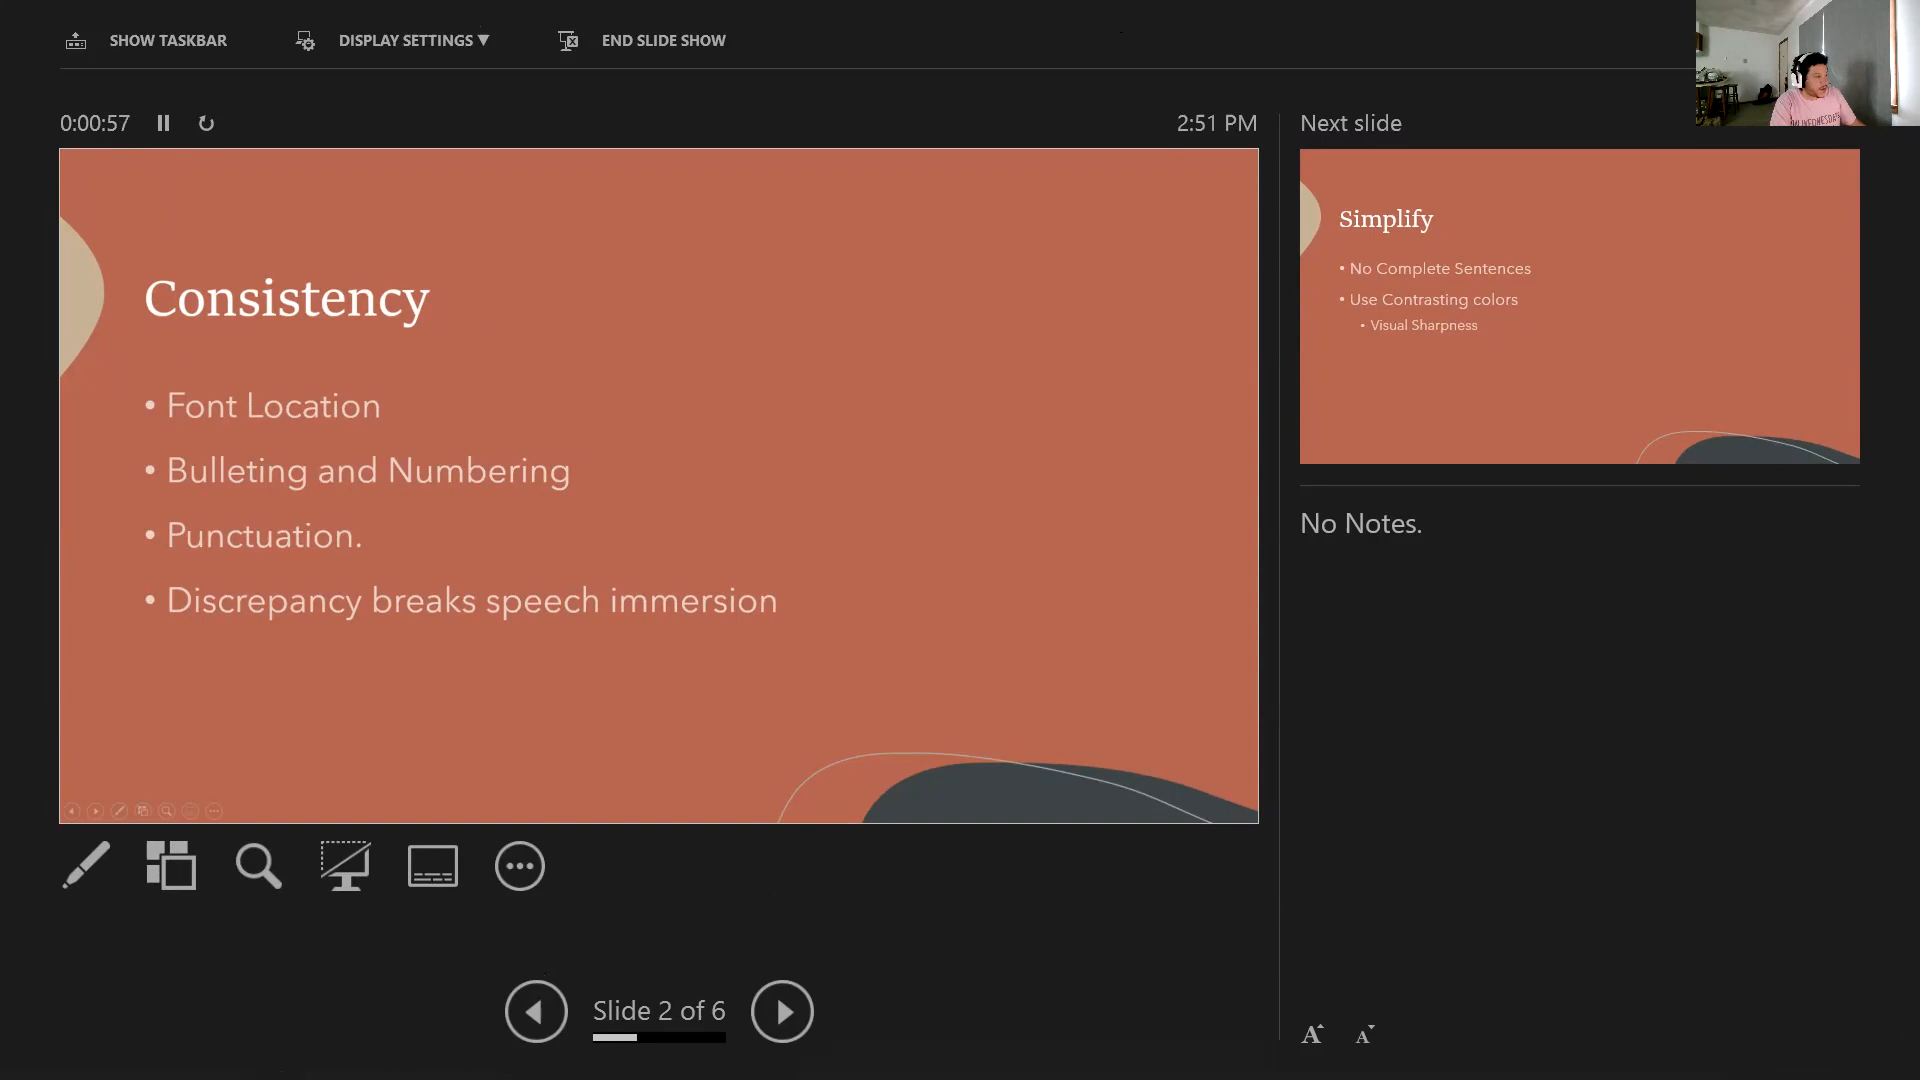 SHOW TASKBAR
DISPLAY SETTINGS ▼
END SLIDE SHOW
0:00:57
2:51 PM
Next slide
Consistency
• Font Location
• Bulleting and Numbering
• Punctuation.
• Discrepancy breaks speech immersion
Simplify
• No Complete Sentences
• Use Contrasting colors
• Visual Sharpness
No Notes.
Slide 2 of 6
A A